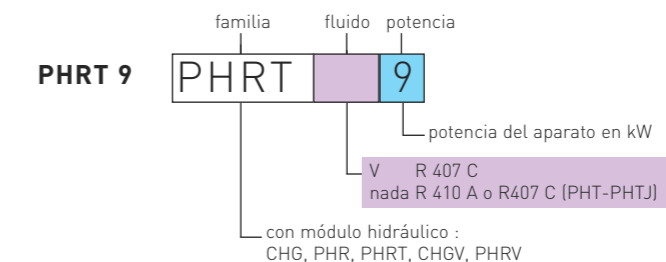 familia fluido potencia
PHRT 9 PHRT 9
potencia del aparato en kW
V R 407 C
nada R 410 A o R407 C (PHT-PHTJ)
con módulo hidráulico :
CHG, PHR, PHRT, CHGV, PHRV